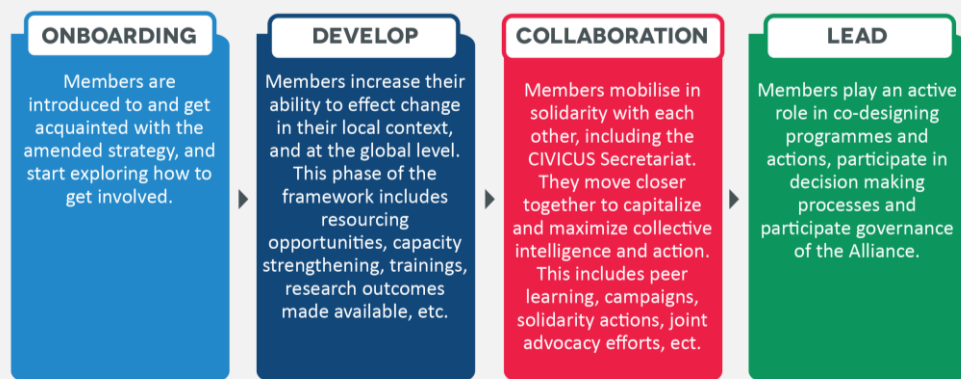 ONBOARDING
Members are
introduced to and get
acquainted with the
amended strategy, and
start exploring how to
get involved.
DEVELOP
Members increase their
ability to effect change
in their local context,
and at the global level.
This phase of the
framework includes
resourcing
opportunities, capacity
strengthening, trainings,
research outcomes
made available, etc.
COLLABORATION
Members mobilise in
solidarity with each
other, including the
CIVICUS Secretariat.
They move closer
together to capitalize
and maximize collective
intelligence and action.
This includes peer
learning, campaigns,
solidarity actions, joint
advocacy efforts, ect.
LEAD
Members play an active
role in co-designing
programmes and
actions, participate in
decision making
processes and
participate governance
of the Alliance.